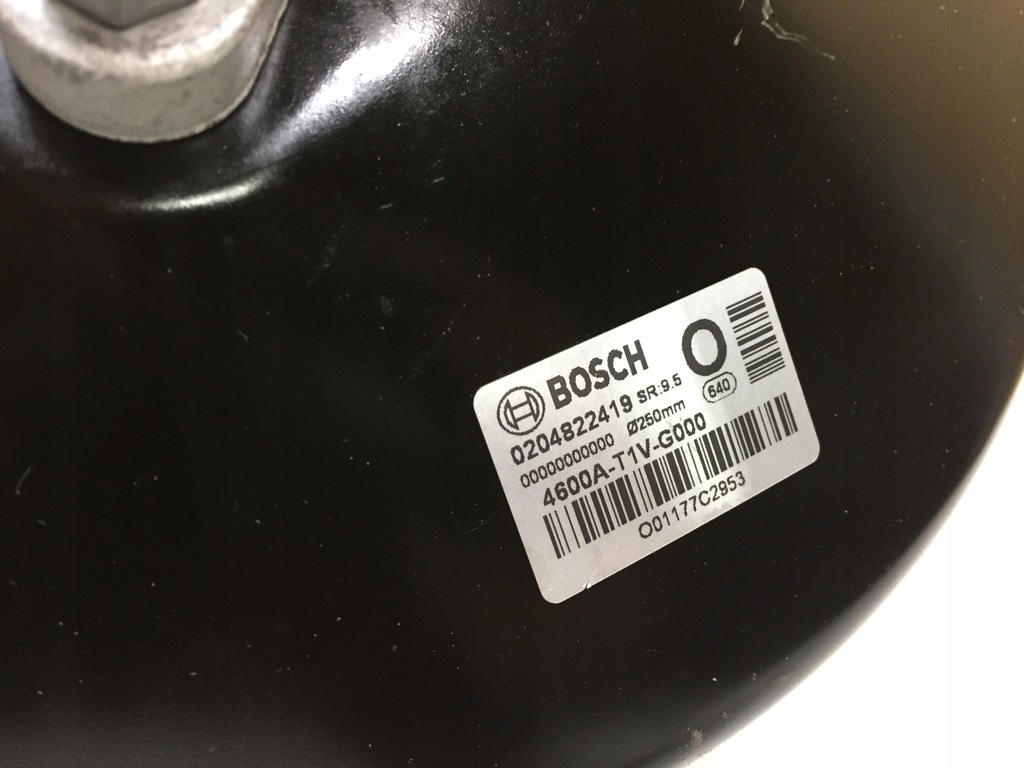 BOSCH
O
0204822419 SR:9.5
640
00000000000 Ø250mm
4600A-T1V-G000
O01177C2953